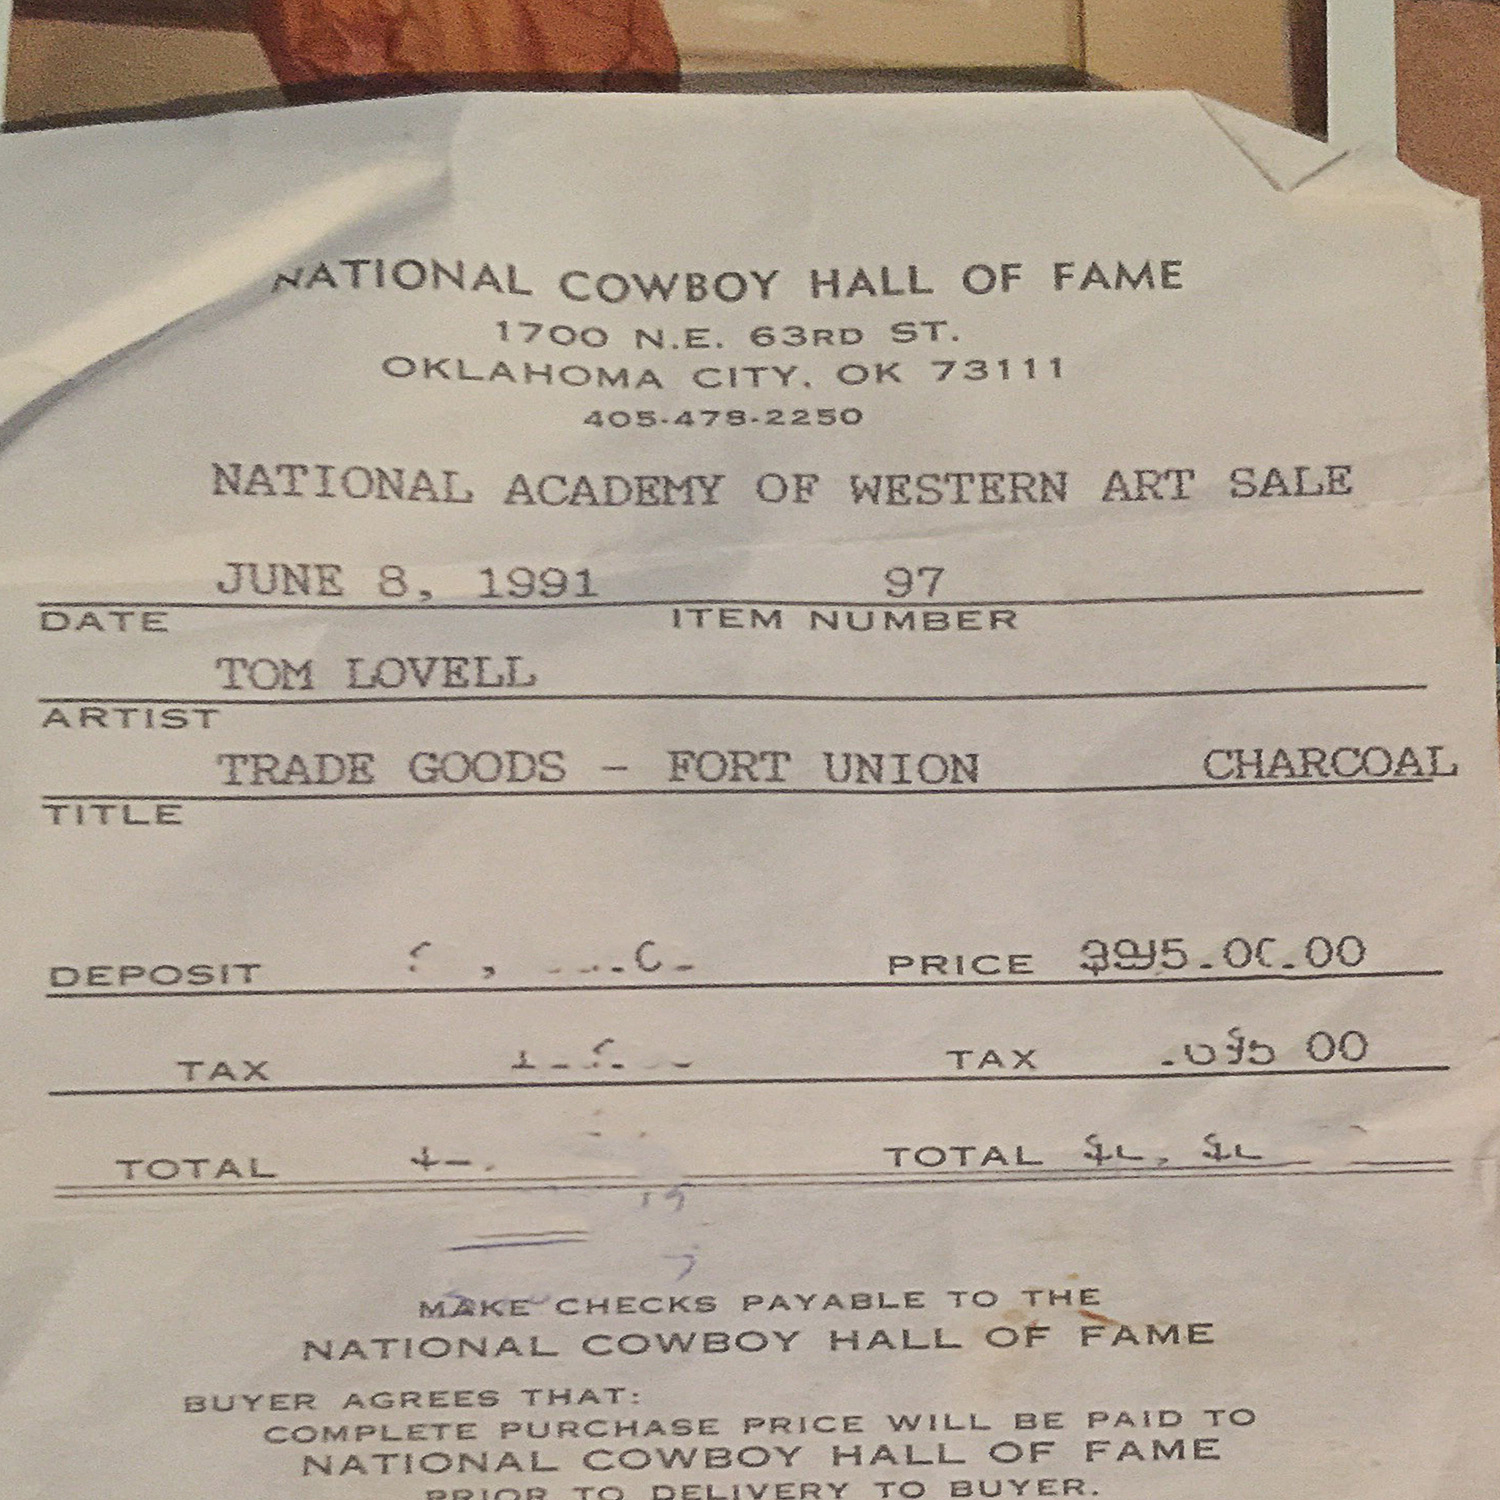 NATIONAL COWBOY HALL OF FAME
1700 N.E. 63RD ST.
OKLAHOMA CITY, OK 73111
405-478-2250
NATIONAL ACADEMY OF WESTERN ART SALE
JUNE 8, 1991 97
DATE ITEM NUMBER
TOM LOVELL
ARTIST
TRADE GOODS - FORT UNION CHARCOAL
TITLE
DEPOSIT PRICE
TAX TAX
TOTAL TOTAL
MAKE CHECKS PAYABLE TO THE
NATIONAL COWBOY HALL OF FAME
BUYER AGREES THAT:
COMPLETE PURCHASE PRICE WILL BE PAID TO
NATIONAL COWBOY HALL OF FAME
PRIOR TO DELIVERY TO BUYER.